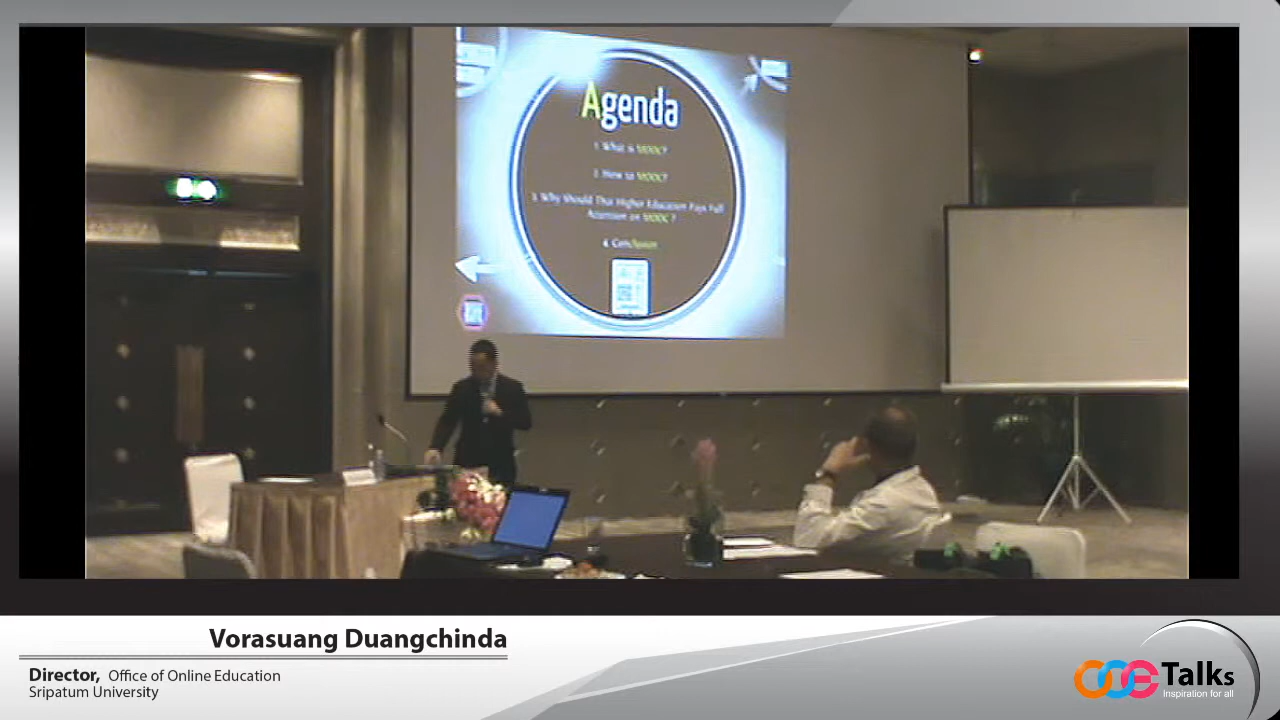 Agenda
1. What is MOOC?
2. How to MOOC?
3. Why Should Thai Higher Education Pays Full
Attention on MOOC ?
4. Conclusion
Vorasuang Duangchinda
Director, Office of Online Education
Sripatum University
Talks
Inspiration for all